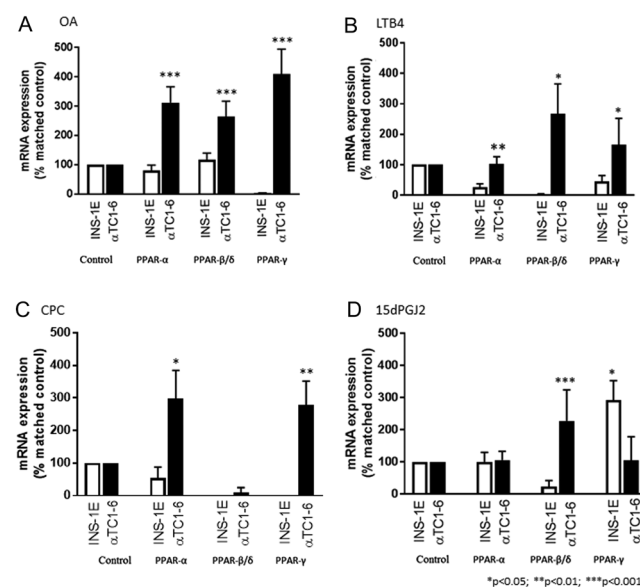 A OA
mRNA expression
(% matched control)
500
400
300
200
100
0
***
***
***
INS-1E αTC1-6 INS-1E αTC1-6 INS-1E αTC1-6 INS-1E αTC1-6
Control PPAR-α PPAR-β/δ PPAR-γ
B LTB4
mRNA expression
(% matched control)
500
400
300
200
100
0
**
*
*
INS-1E αTC1-6 INS-1E αTC1-6 INS-1E αTC1-6 INS-1E αTC1-6
Control PPAR-α PPAR-β/δ PPAR-γ
C CPC
mRNA expression
(% matched control)
500
400
300
200
100
0
*
**
INS-1E αTC1-6 INS-1E αTC1-6 INS-1E αTC1-6 INS-1E αTC1-6
Control PPAR-α PPAR-β/δ PPAR-γ
D 15dPGJ2
mRNA expression
(% matched control)
500
400
300
200
100
0
***
*
INS-1E αTC1-6 INS-1E αTC1-6 INS-1E αTC1-6 INS-1E αTC1-6
Control PPAR-α PPAR-β/δ PPAR-γ
*p<0.05; **p<0.01; ***p<0.001